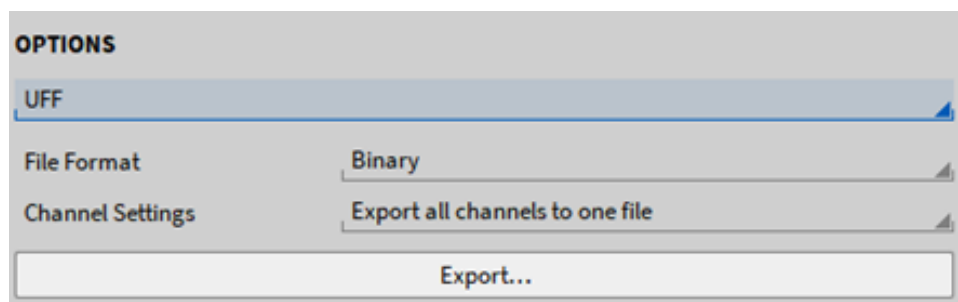 OPTIONS
UFF
File Format Binary
Channel Settings Export all channels to one file
Export...